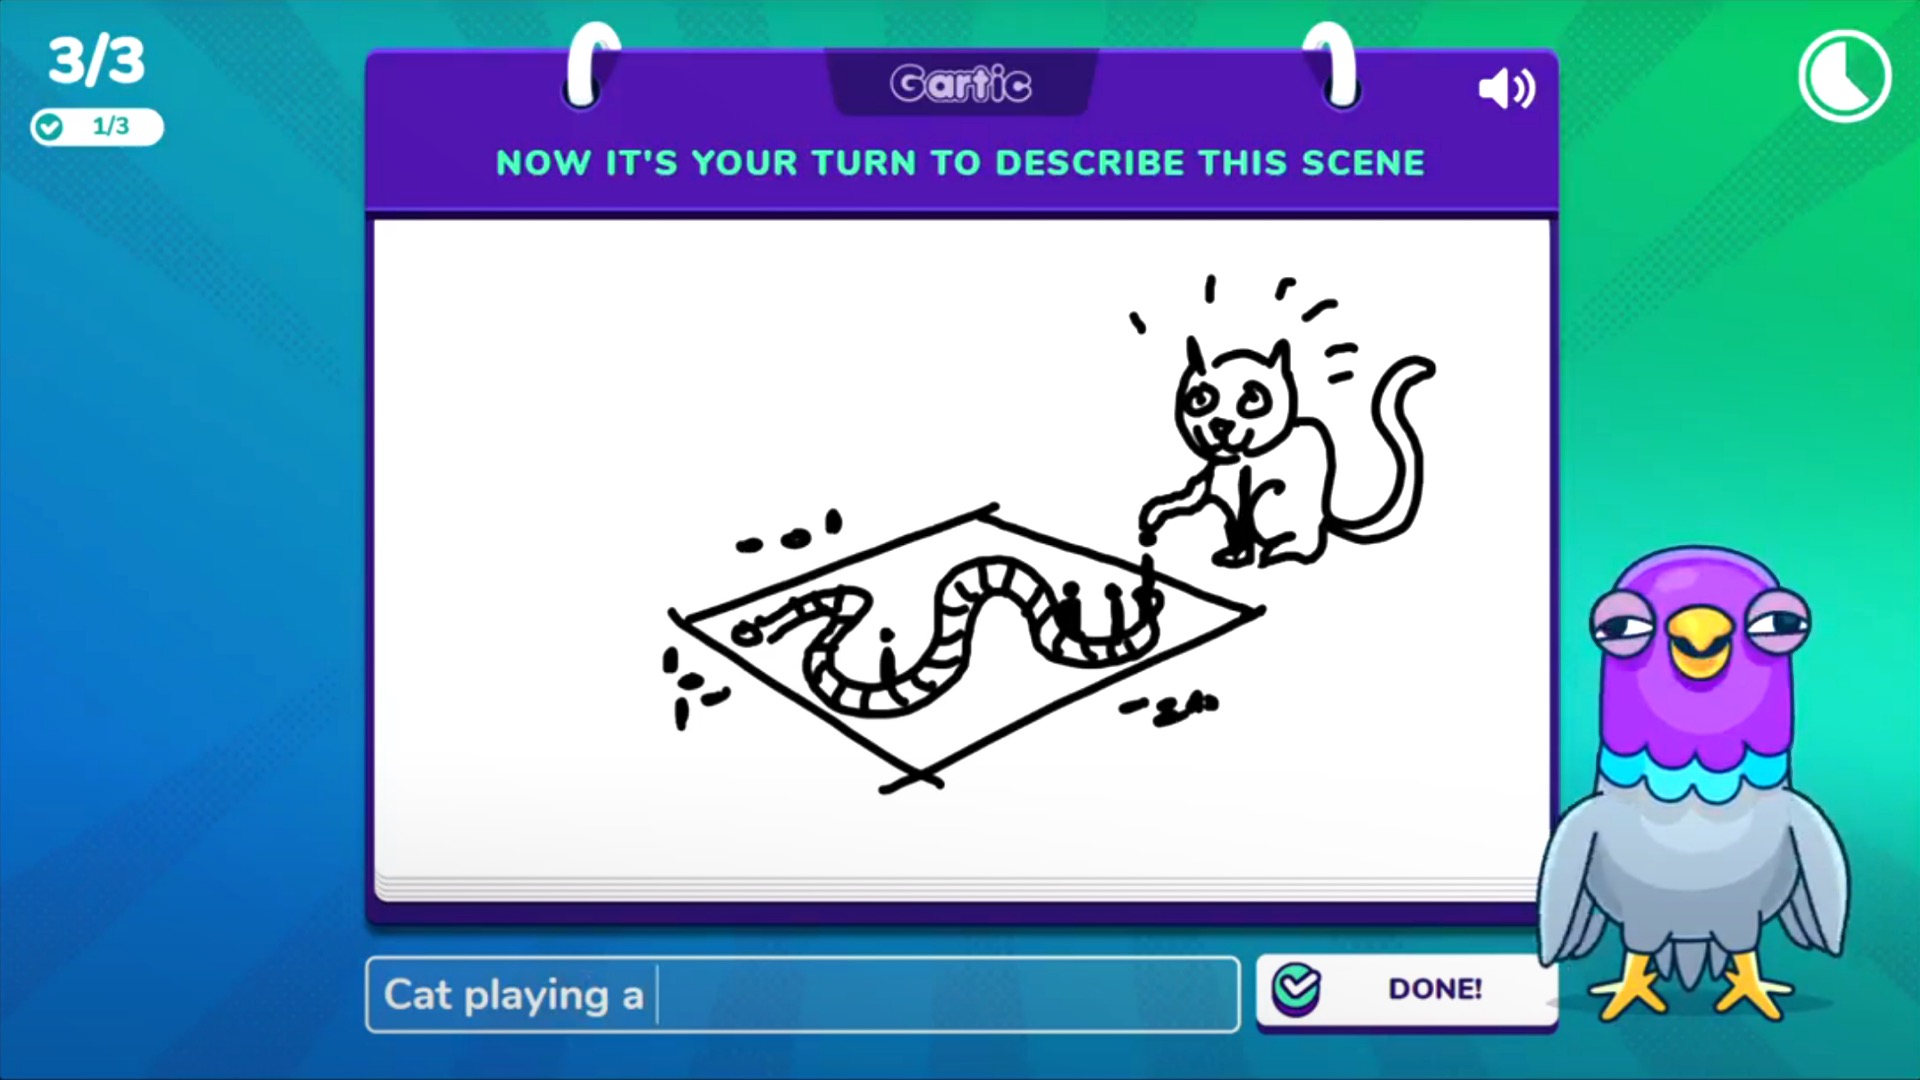 3/3
1/3
Gartic
NOW IT'S YOUR TURN TO DESCRIBE THIS SCENE
Cat playing a
DONE!